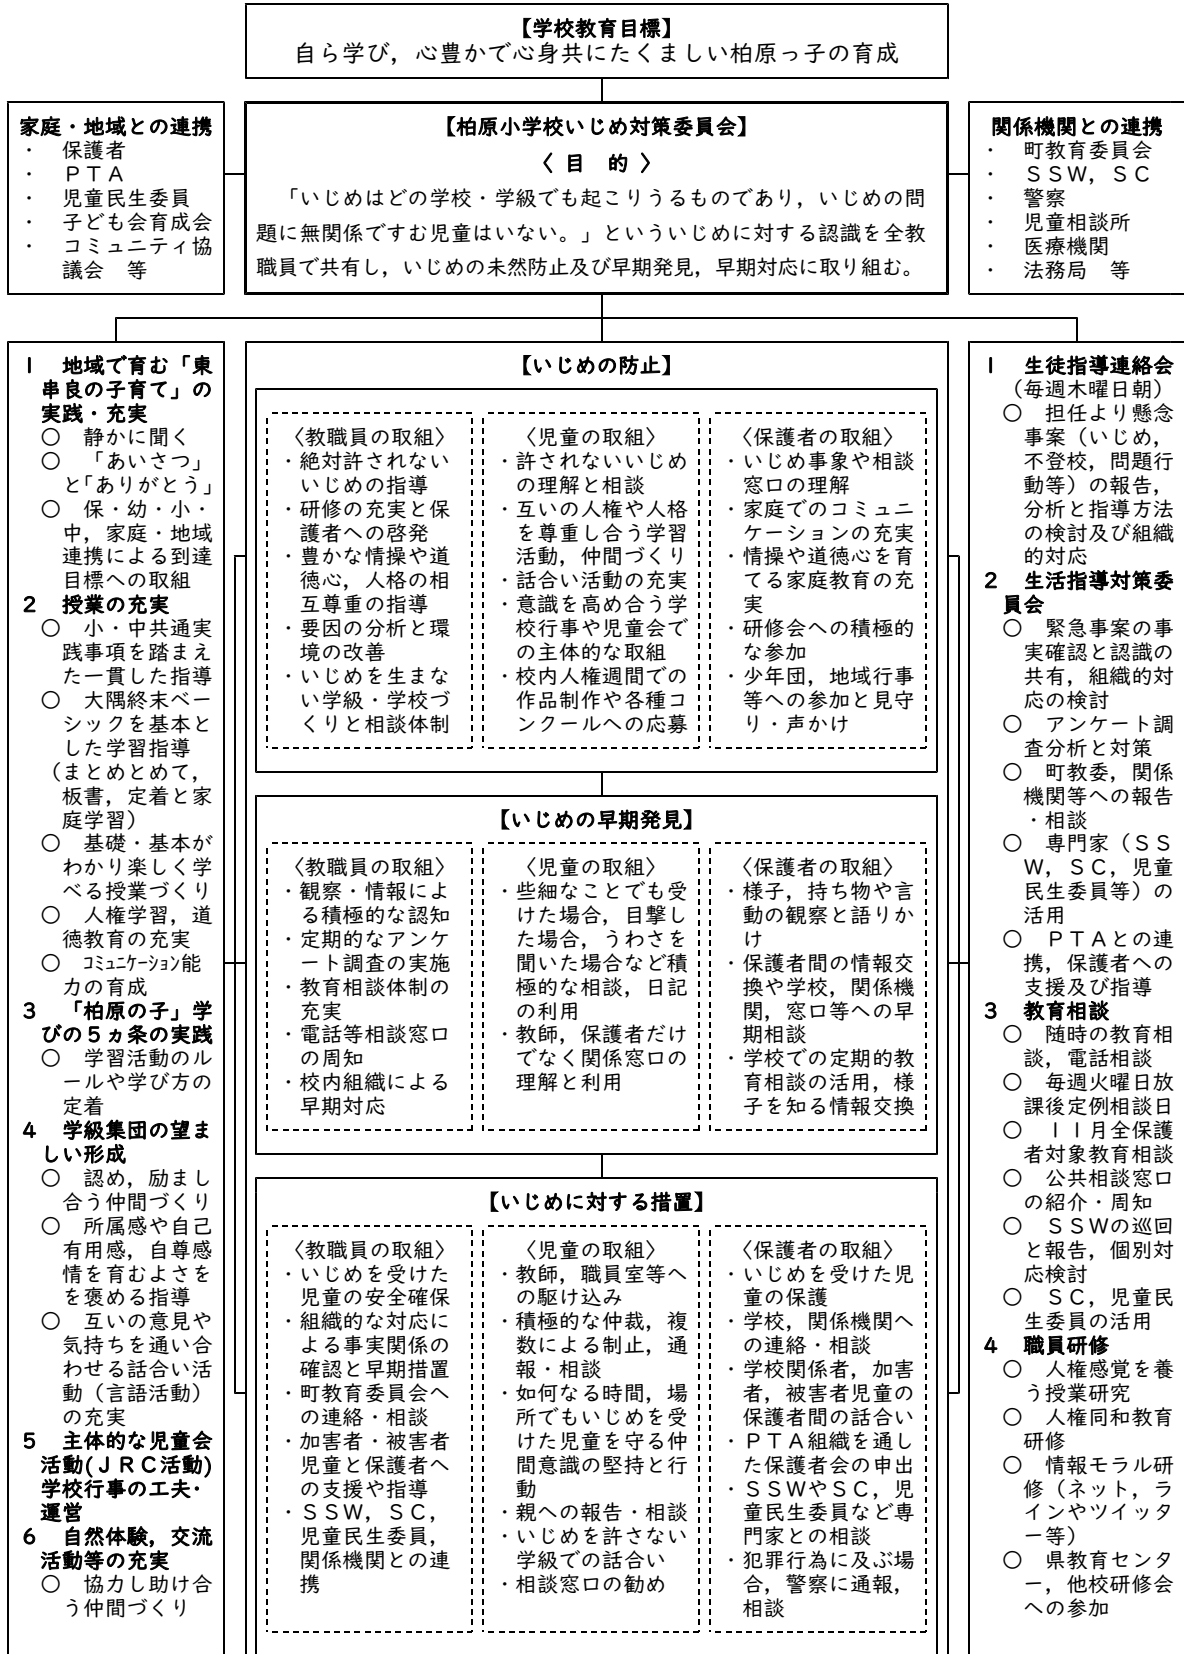 【学校教育目標】
自ら学び，心豊かで心身共にたくましい柏原っ子の育成
家庭・地域との連携
・　保護者
・　ＰＴＡ
・　児童民生委員
・　子ども会育成会
・　コミュニティ協
議会　等
【柏原小学校いじめ対策委員会】
〈 目　的 〉
「いじめはどの学校・学級でも起こりうるものであり，いじめの問
題に無関係ですむ児童はいない。」といういじめに対する認識を全教
職員で共有し，いじめの未然防止及び早期発見，早期対応に取り組む。
関係機関との連携
・　町教育委員会
・　ＳＳＷ，ＳＣ
・　警察
・　児童相談所
・　医療機関
・　法務局　等
１　地域で育む「東
串良の子育て」の
実践・充実
○　静かに聞く
○　「あいさつ」
と「ありがとう」
○　保・幼・小・
中，家庭・地域
連携による到達
目標への取組
２　授業の充実
○　小・中共通実
践事項を踏まえ
た一貫した指導
○　大隅終末ベー
シックを基本と
した学習指導
（まとめとめて，
板書，定着と家
庭学習）
○　基礎・基本が
わかり楽しく学
べる授業づくり
○　人権学習，道
徳教育の充実
○　ｺﾐｭﾆｹｰｼｮﾝ能
力の育成
３　「柏原の子」学
びの５ヵ条の実践
○　学習活動のル
ールや学び方の
定着
４　学級集団の望ま
しい形成
○　認め，励まし
合う仲間づくり
○　所属感や自己
有用感，自尊感
情を育むよさを
を褒める指導
○　互いの意見や
気持ちを通い合
わせる話合い活
動（言語活動）
の充実
５　主体的な児童会
活動(ＪＲＣ活動)
学校行事の工夫・
運営
６　自然体験，交流
活動等の充実
○　協力し助け合
う仲間づくり
【いじめの防止】
〈教職員の取組〉
・絶対許されない
いじめの指導
・研修の充実と保
護者への啓発
・豊かな情操や道
徳心，人格の相
互尊重の指導
・要因の分析と環
境の改善
・いじめを生まな
い学級・学校づ
くりと相談体制
〈児童の取組〉
・許されないいじめ
の理解と相談
・互いの人権や人格
を尊重し合う学習
活動，仲間づくり
・話合い活動の充実
・意識を高め合う学
校行事や児童会で
の主体的な取組
・校内人権週間での
作品制作や各種コ
ンクールへの応募
〈保護者の取組〉
・いじめ事象や相談
窓口の理解
・家庭でのコミュニ
ケーションの充実
・情操や道徳心を育
てる家庭教育の充
実
・研修会への積極的
な参加
・少年団，地域行事
等への参加と見守
り・声かけ
【いじめの早期発見】
〈教職員の取組〉
・観察・情報によ
る積極的な認知
・定期的なアンケ
ート調査の実施
・教育相談体制の
充実
・電話等相談窓口
の周知
・校内組織による
早期対応
〈児童の取組〉
・些細なことでも受
けた場合，目撃し
た場合，うわさを
聞いた場合など積
極的な相談，日記
の利用
・教師，保護者だけ
でなく関係窓口の
理解と利用
〈保護者の取組〉
・様子，持ち物や言
動の観察と語りか
け
・保護者間の情報交
換や学校，関係機
関，窓口等への早
期相談
・学校での定期的教
育相談の活用，様
子を知る情報交換
【いじめに対する措置】
〈教職員の取組〉
・いじめを受けた
児童の安全確保
・組織的な対応に
よる事実関係の
確認と早期措置
・町教育委員会へ
の連絡・相談
・加害者・被害者
児童と保護者へ
の支援や指導
・ＳＳＷ，ＳＣ，
児童民生委員，
関係機関との連
携
〈児童の取組〉
・教師，職員室等へ
の駆け込み
・積極的な仲裁，複
数による制止，通
報・相談
・如何なる時間，場
所でもいじめを受
けた児童を守る仲
間意識の堅持と行
動
・親への報告・相談
・いじめを許さない
学級での話合い
・相談窓口の勧め
〈保護者の取組〉
・いじめを受けた児
童の保護
・学校，関係機関へ
の連絡・相談
・学校関係者，加害
者，被害者児童の
保護者間の話合い
・ＰＴＡ組織を通し
た保護者会の申出
・ＳＳＷやＳＣ，児
童民生委員など専
門家との相談
・犯罪行為に及ぶ場
合，警察に通報，
相談
１　生徒指導連絡会
（毎週木曜日朝）
○　担任より懸念
事案（いじめ，
不登校，問題行
動等）の報告，
分析と指導方法
の検討及び組織
的対応
２　生活指導対策委
員会
○　緊急事案の事
実確認と認識の
共有，組織的対
応の検討
○　アンケート調
査分析と対策
○　町教委，関係
機関等への報告
・相談
○　専門家（ＳＳ
Ｗ，ＳＣ，児童
民生委員等）の
活用
○　ＰＴＡとの連
携，保護者への
支援及び指導
３　教育相談
○　随時の教育相
談，電話相談
○　毎週火曜日放
課後定例相談日
○　１１月全保護
者対象教育相談
○　公共相談窓口
の紹介・周知
○　ＳＳＷの巡回
と報告，個別対
応検討
○　ＳＣ，児童民
生委員の活用
４　職員研修
○　人権感覚を養
う授業研究
○　人権同和教育
研修
○　情報モラル研
修（ネット，ラ
インやツイッタ
ー等）
○　県教育センタ
ー，他校研修会
への参加